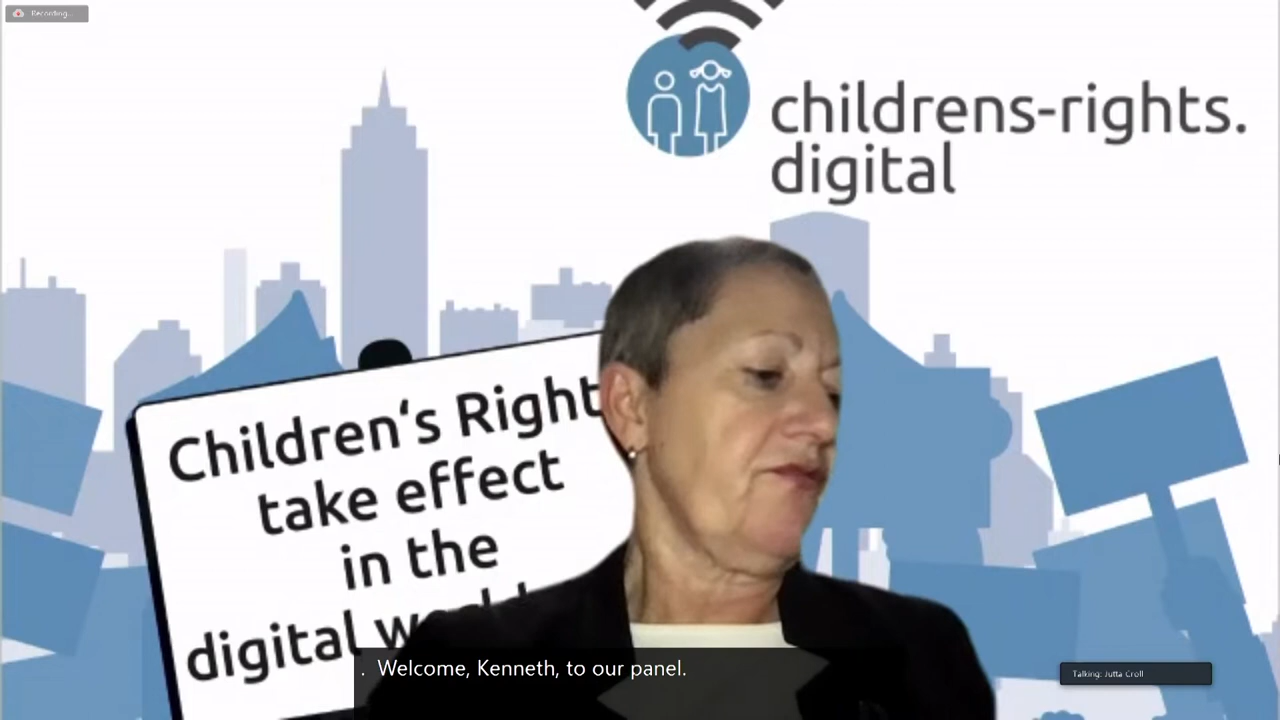 Recording...
childrens-rights.
digital
Children‘s Right
take effect
in the
digital
. Welcome, Kenneth, to our panel.
Talking: Jutta Croll